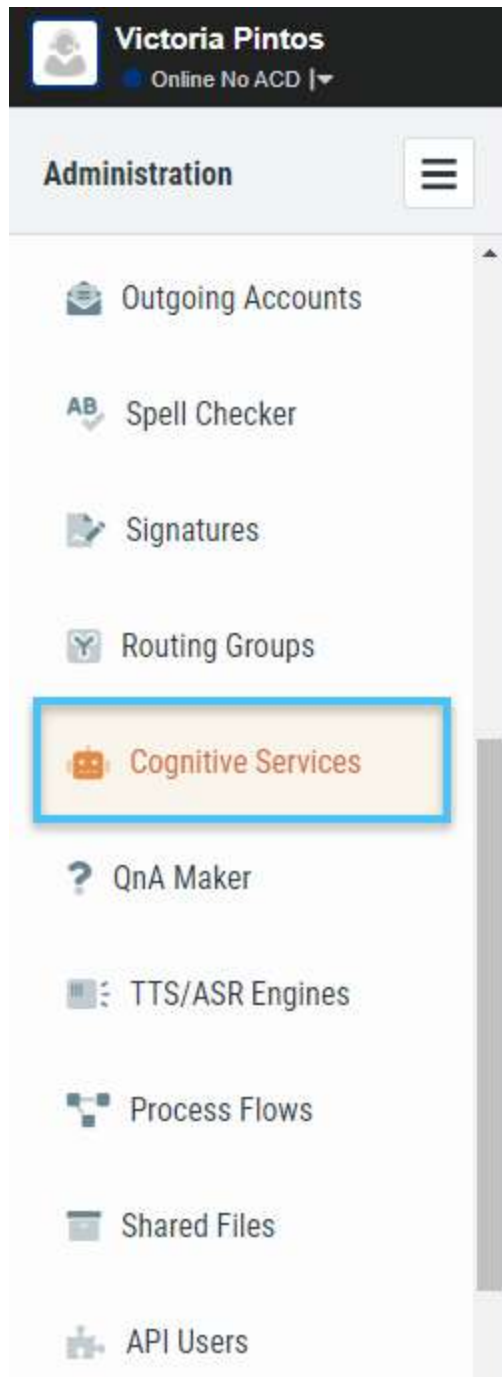 Victoria Pintos
Online No ACD
Administration
Outgoing Accounts
AB Spell Checker
Signatures
Routing Groups
Cognitive Services
? QnA Maker
TTS/ASR Engines
Process Flows
Shared Files
API Users